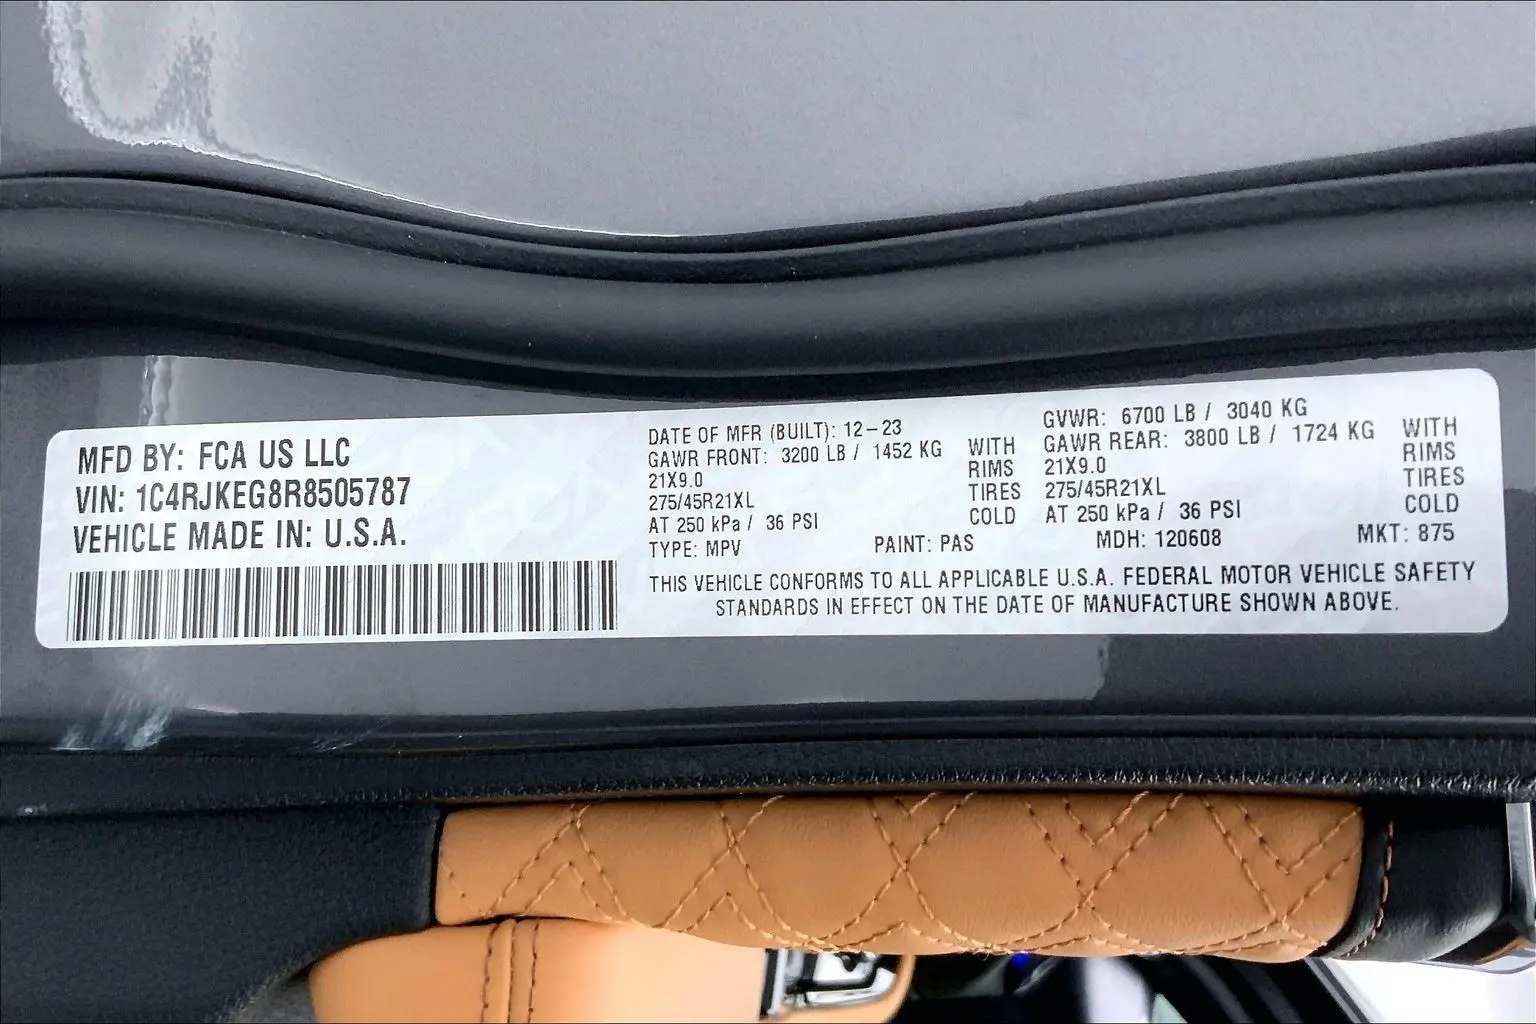 MFD BY: FCA US LLC
VIN: 1C4RJKEG8R8505787
VEHICLE MADE IN: U.S.A.
DATE OF MFR (BUILT): 12-23
GAWR FRONT: 3200 LB / 1452 KG WITH
21X9.0 RIMS
275/45R21XL TIRES
AT 250 kPa / 36 PSI COLD
GVWR: 6700 LB / 3040 KG
GAWR REAR: 3800 LB / 1724 KG WITH
21X9.0 RIMS
275/45R21XL TIRES
AT 250 kPa / 36 PSI COLD
TYPE: MPV PAINT: PAS MDH: 120608 MKT: 875
THIS VEHICLE CONFORMS TO ALL APPLICABLE U.S.A. FEDERAL MOTOR VEHICLE SAFETY
STANDARDS IN EFFECT ON THE DATE OF MANUFACTURE SHOWN ABOVE.